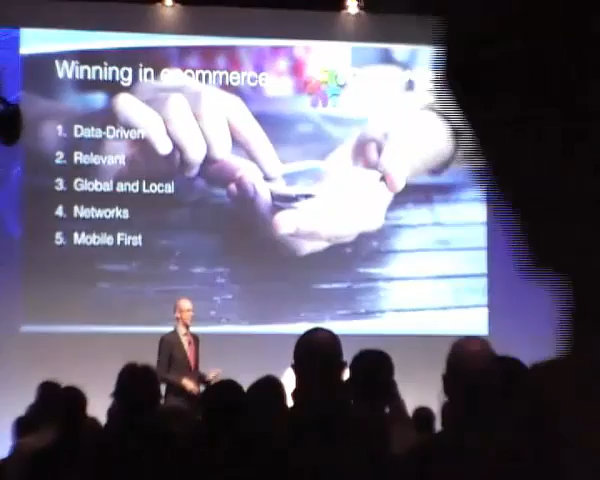 Winning in ecommerce
1. Data-Driven
2. Relevant
3. Global and Local
4. Networks
5. Mobile First